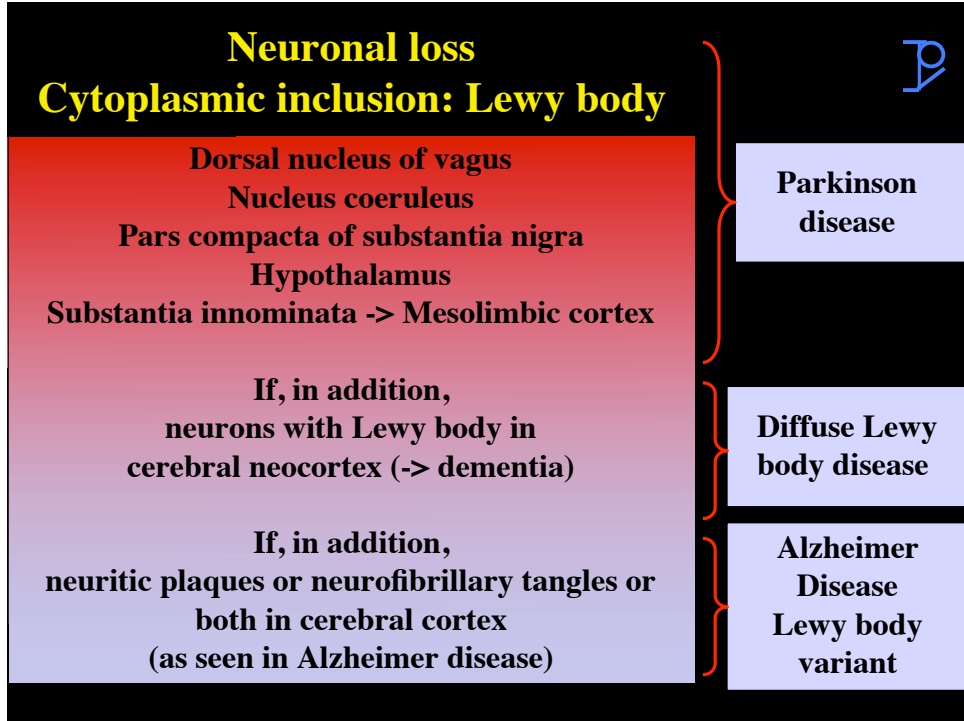 Neuronal loss
Cytoplasmic inclusion: Lewy body
Dorsal nucleus of vagus
Nucleus coeruleus
Pars compacta of substantia nigra
Hypothalamus
Substantia innominata -> Mesolimbic cortex
Parkinson
disease
If, in addition,
neurons with Lewy body in
cerebral neocortex (-> dementia)
Diffuse Lewy
body disease
If, in addition,
neuritic plaques or neurofibrillary tangles or
both in cerebral cortex
(as seen in Alzheimer disease)
Alzheimer
Disease
Lewy body
variant